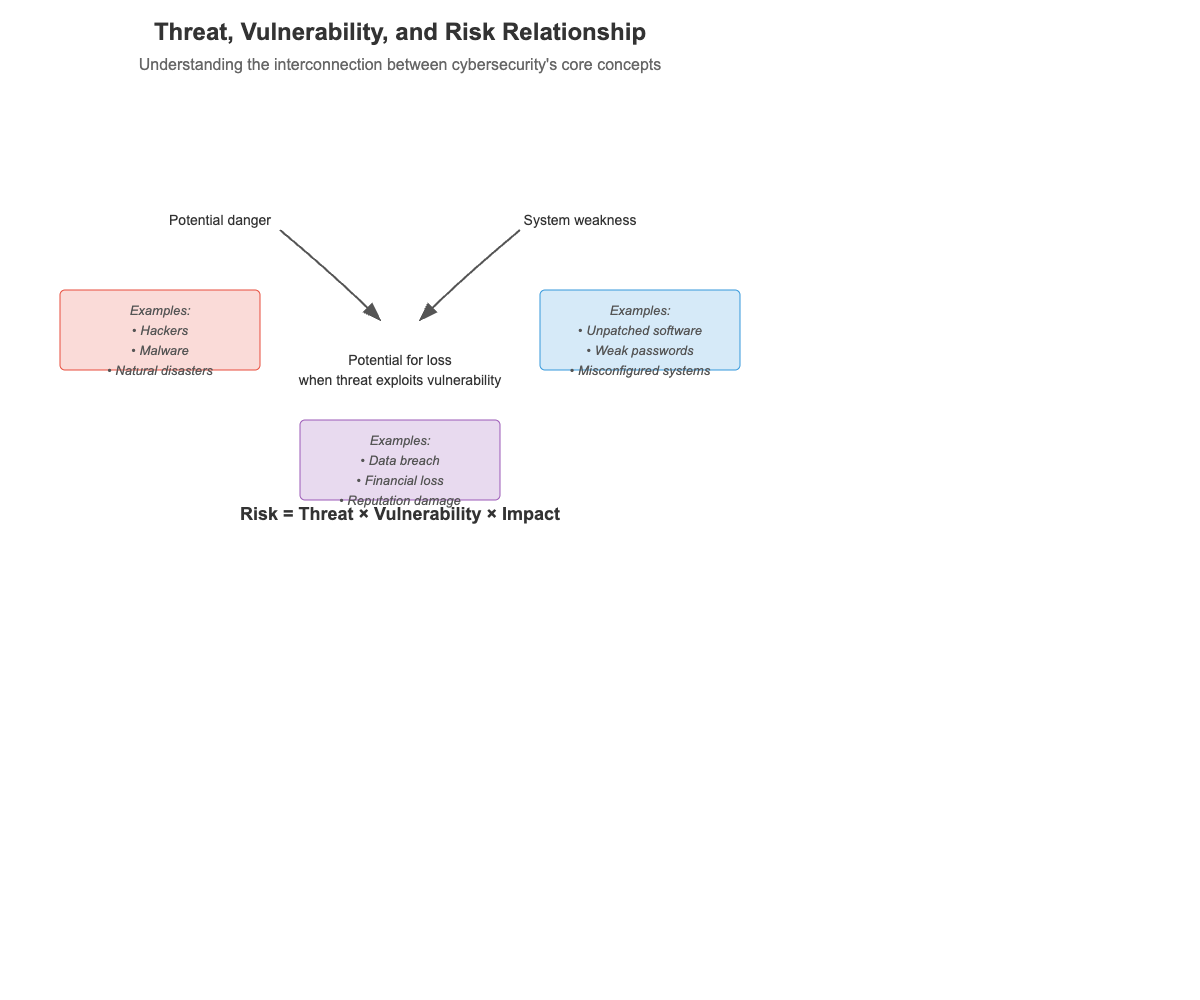 Threat, Vulnerability, and Risk Relationship
Understanding the interconnection between cybersecurity's core concepts
Potential danger
System weakness
Examples:
• Hackers
• Malware
• Natural disasters
Examples:
• Unpatched software
• Weak passwords
• Misconfigured systems
Potential for loss
when threat exploits vulnerability
Examples:
• Data breach
• Financial loss
• Reputation damage
Risk = Threat × Vulnerability × Impact